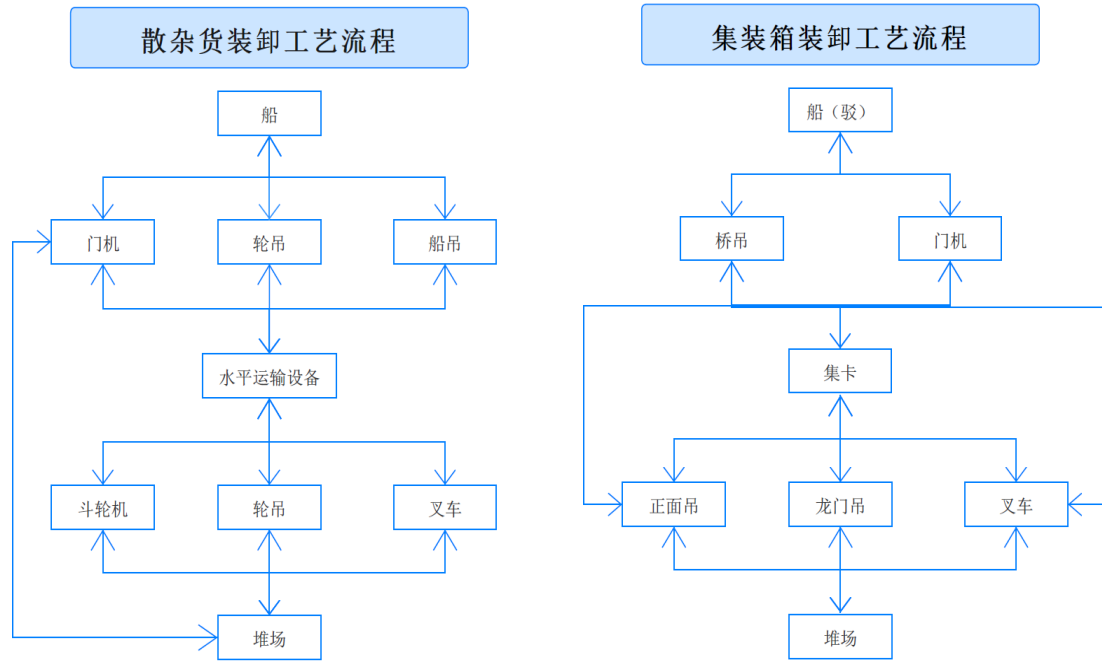 散杂货装卸工艺流程
船
门机
轮吊
船吊
水平运输设备
斗轮机
轮吊
叉车
堆场
集装箱装卸工艺流程
船（驳）
桥吊
门机
集卡
正面吊
龙门吊
叉车
堆场